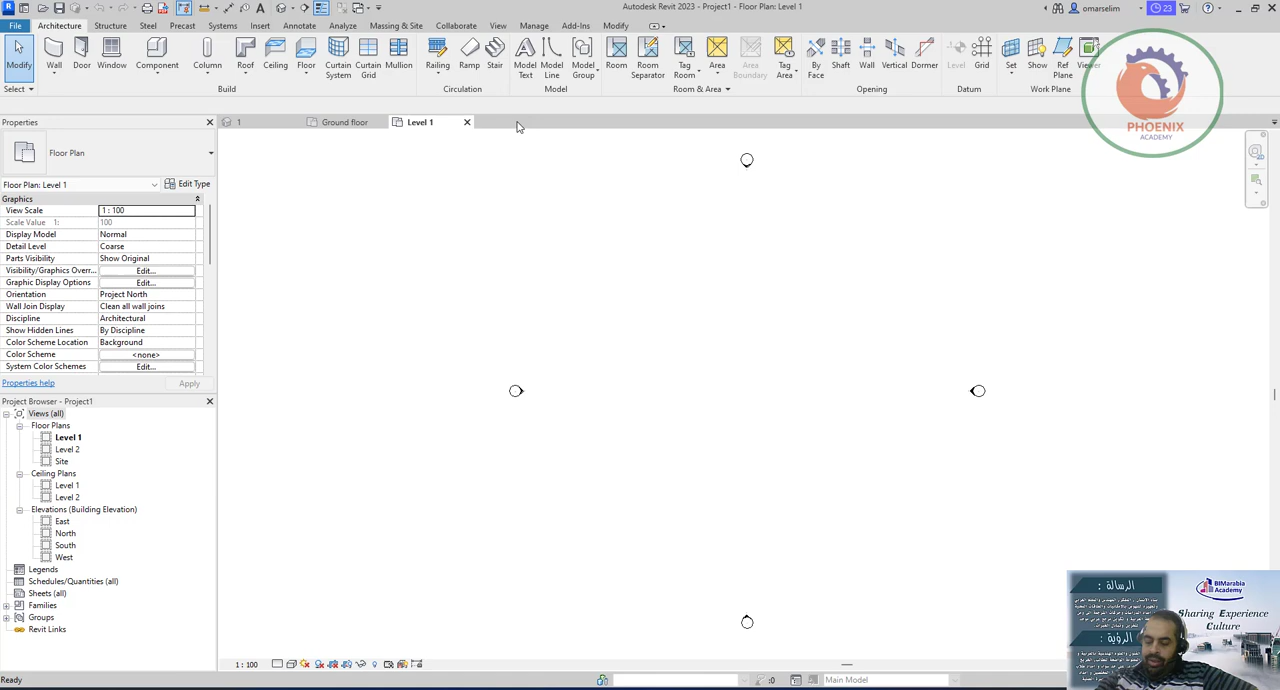 Autodesk Revit 2023 - Project1 - Floor Plan: Level 1
omarselim
23
File Architecture Structure Steel Precast Systems Insert Annotate Analyze Massing & Site Collaborate View Manage Add-Ins Modify
Modify Wall Door Window Component Column Roof Ceiling Floor Curtain System Curtain Grid Mullion Railing Ramp Stair Model Text Model Line Model Group Room Room Separator Tag Room Area Area Boundary Tag Area By Face Shaft Wall Vertical Dormer Level Grid Set Show Ref Plane Viewer
Select Build Circulation Model Room & Area Opening Datum Work Plane
PHOENIX
ACADEMY
Properties
1 Ground floor Level 1
Floor Plan
Floor Plan: Level 1 Edit Type
Graphics
View Scale 1 : 100
Scale Value 1: 100
Display Model Normal
Detail Level Coarse
Parts Visibility Show Original
Visibility/Graphics Overr... Edit...
Graphic Display Options Edit...
Orientation Project North
Wall Join Display Clean all wall joins
Discipline Architectural
Show Hidden Lines By Discipline
Color Scheme Location Background
Color Scheme <none>
System Color Schemes Edit...
Properties help Apply
Project Browser - Project1
Views (all)
Floor Plans
Level 1
Level 2
Site
Ceiling Plans
Level 1
Level 2
Elevations (Building Elevation)
East
North
South
West
Legends
Schedules/Quantities (all)
Sheets (all)
Families
Groups
Revit Links
1 : 100
Ready
:0
Main Model
الرسالة :
BIMarabia
Academy
Sharing Experience
Culture
الرؤية :